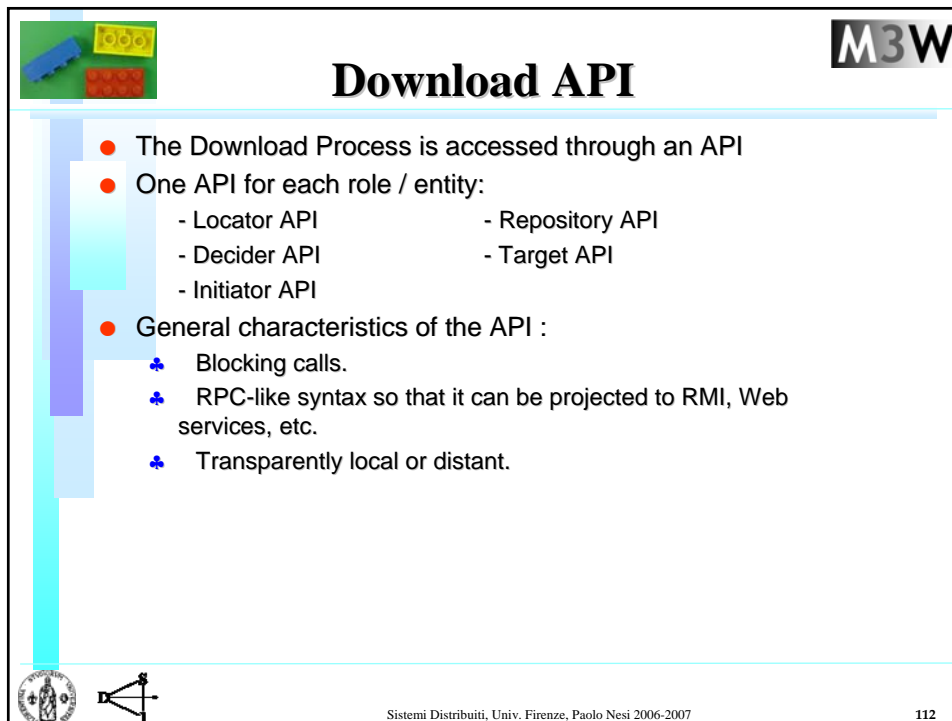 M3W
Download API
● The Download Process is accessed through an API
● One API for each role / entity:
- Locator API - Repository API
- Decider API - Target API
- Initiator API
● General characteristics of the API :
♣ Blocking calls.
♣ RPC-like syntax so that it can be projected to RMI, Web
services, etc.
♣ Transparently local or distant.
D S I
Sistemi Distribuiti, Univ. Firenze, Paolo Nesi 2006-2007 112